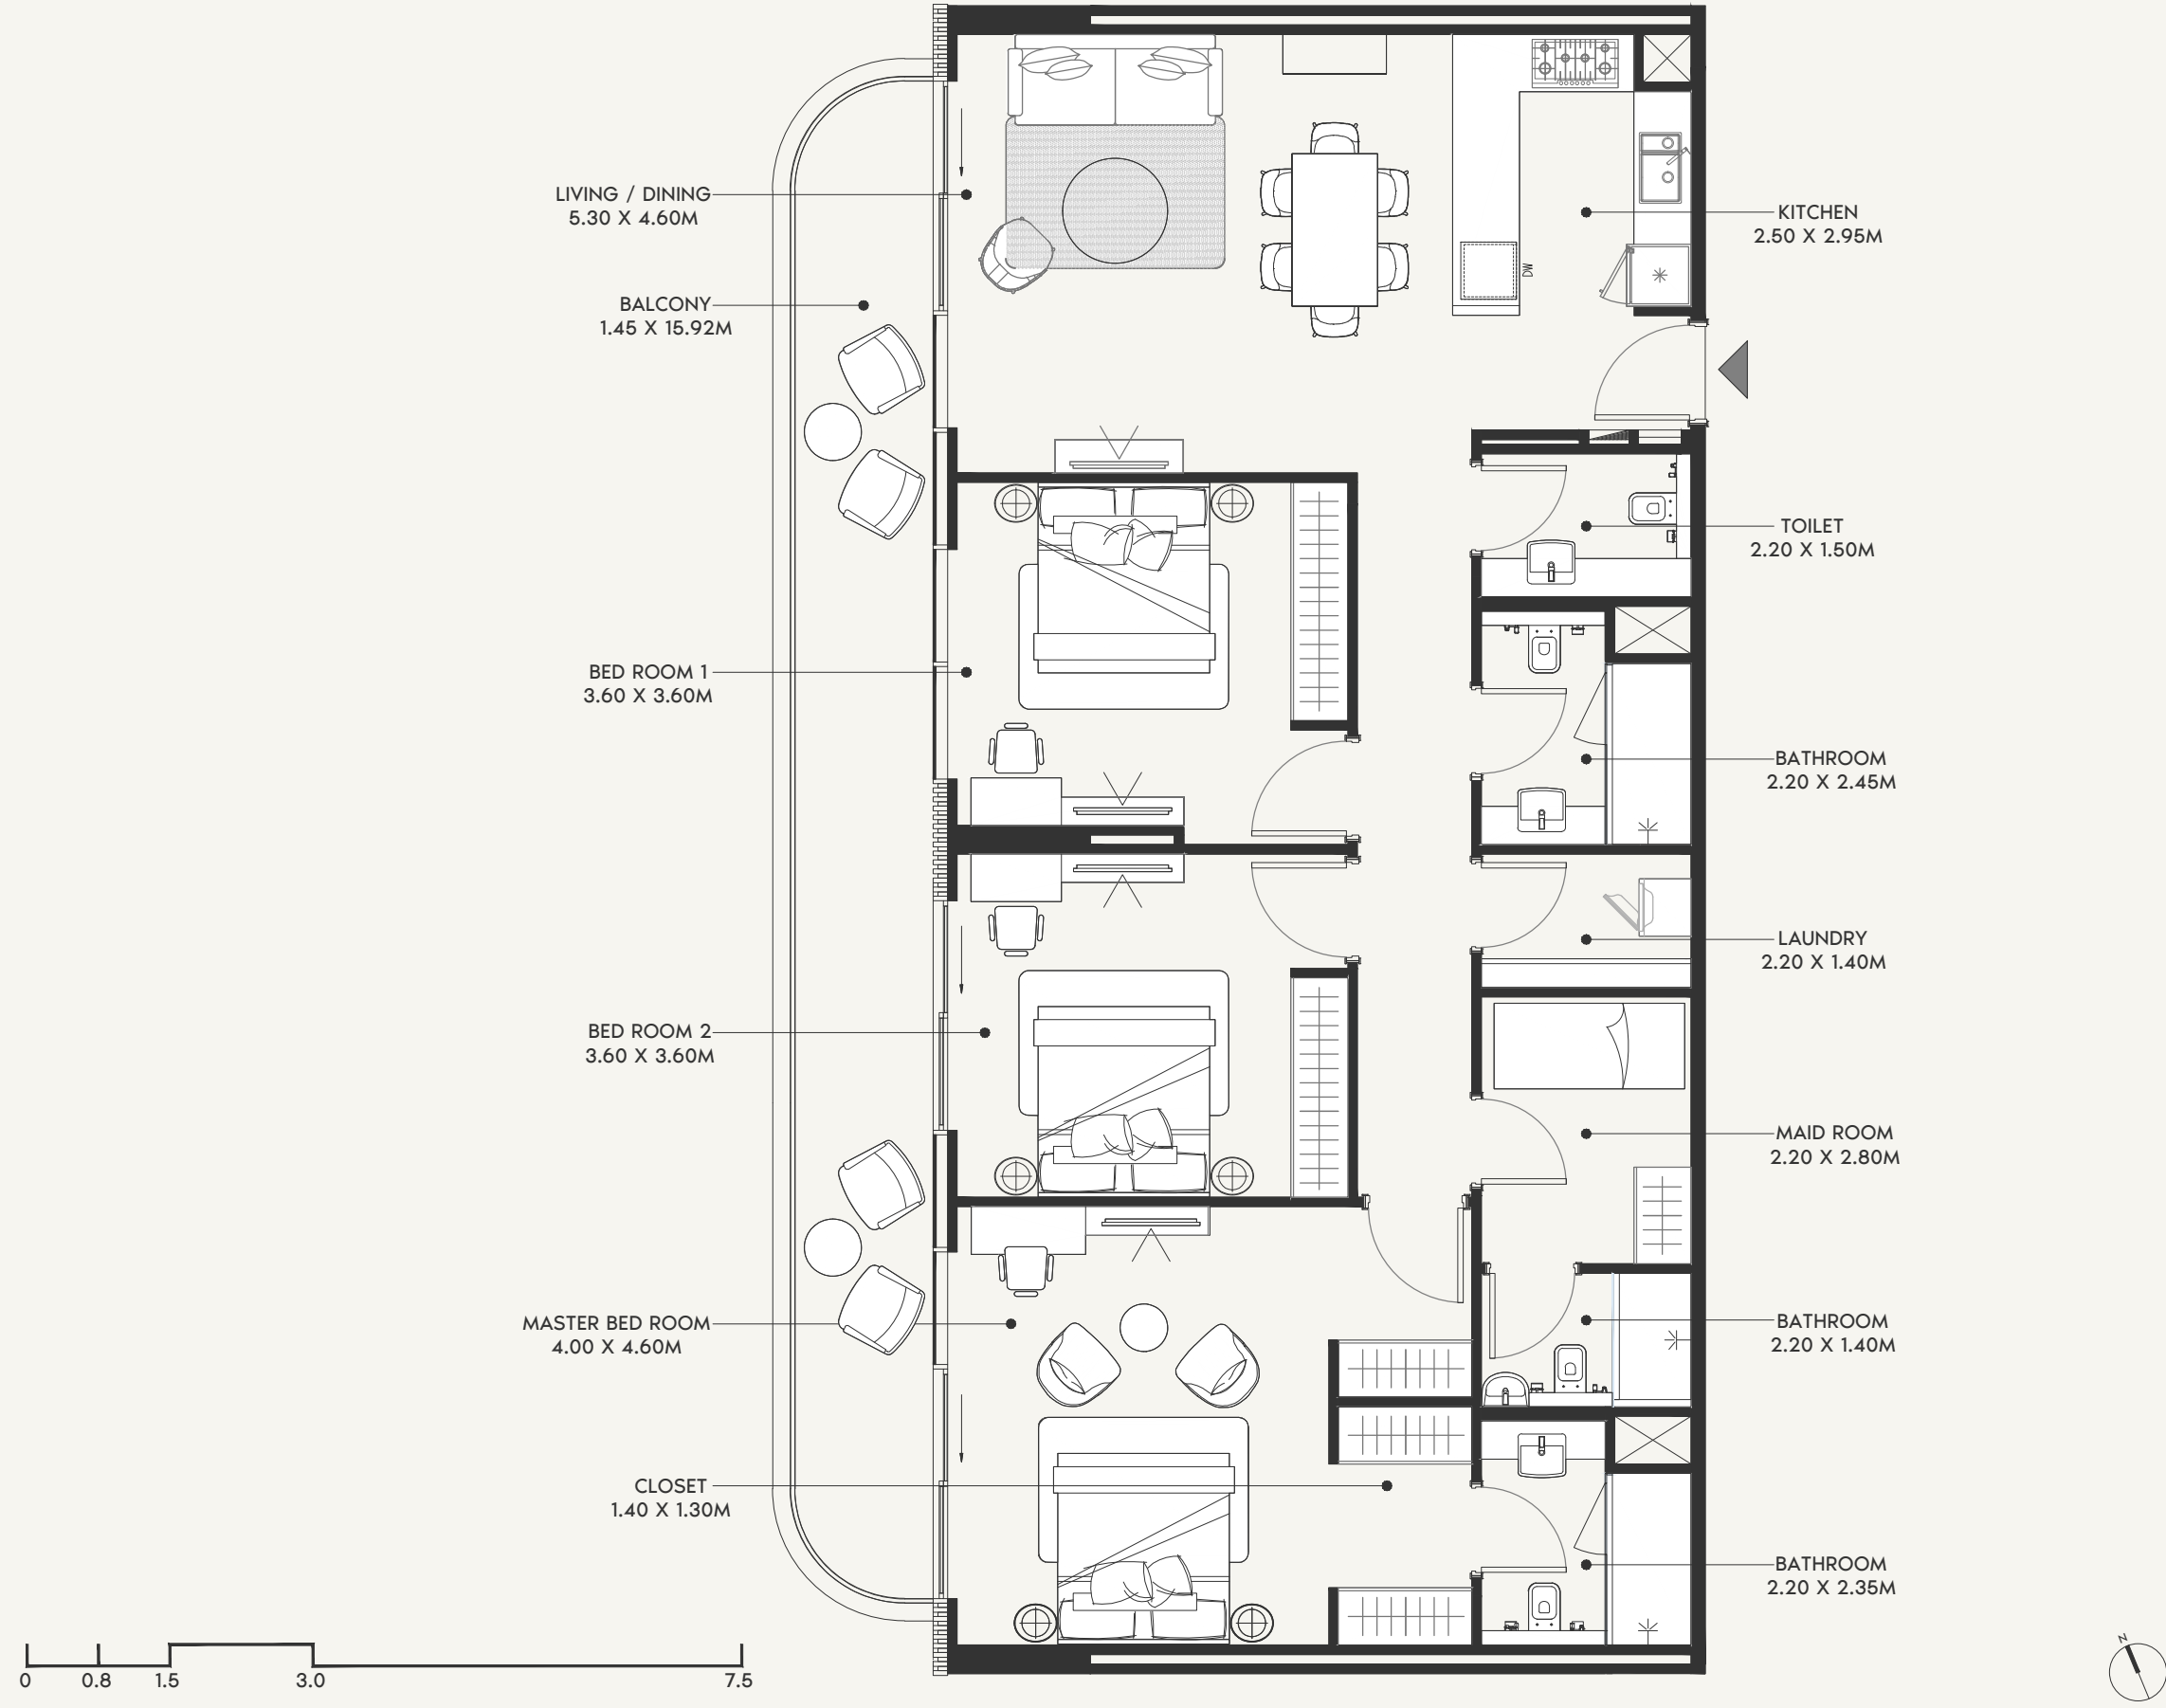 LIVING / DINING
5.30 X 4.60M
BALCONY
1.45 X 15.92M
BED ROOM 1
3.60 X 3.60M
BED ROOM 2
3.60 X 3.60M
MASTER BED ROOM
4.00 X 4.60M
CLOSET
1.40 X 1.30M
KITCHEN
2.50 X 2.95M
DW
TOILET
2.20 X 1.50M
BATHROOM
2.20 X 2.45M
LAUNDRY
2.20 X 1.40M
MAID ROOM
2.20 X 2.80M
BATHROOM
2.20 X 1.40M
BATHROOM
2.20 X 2.35M
0 0.8 1.5 3.0 7.5
N